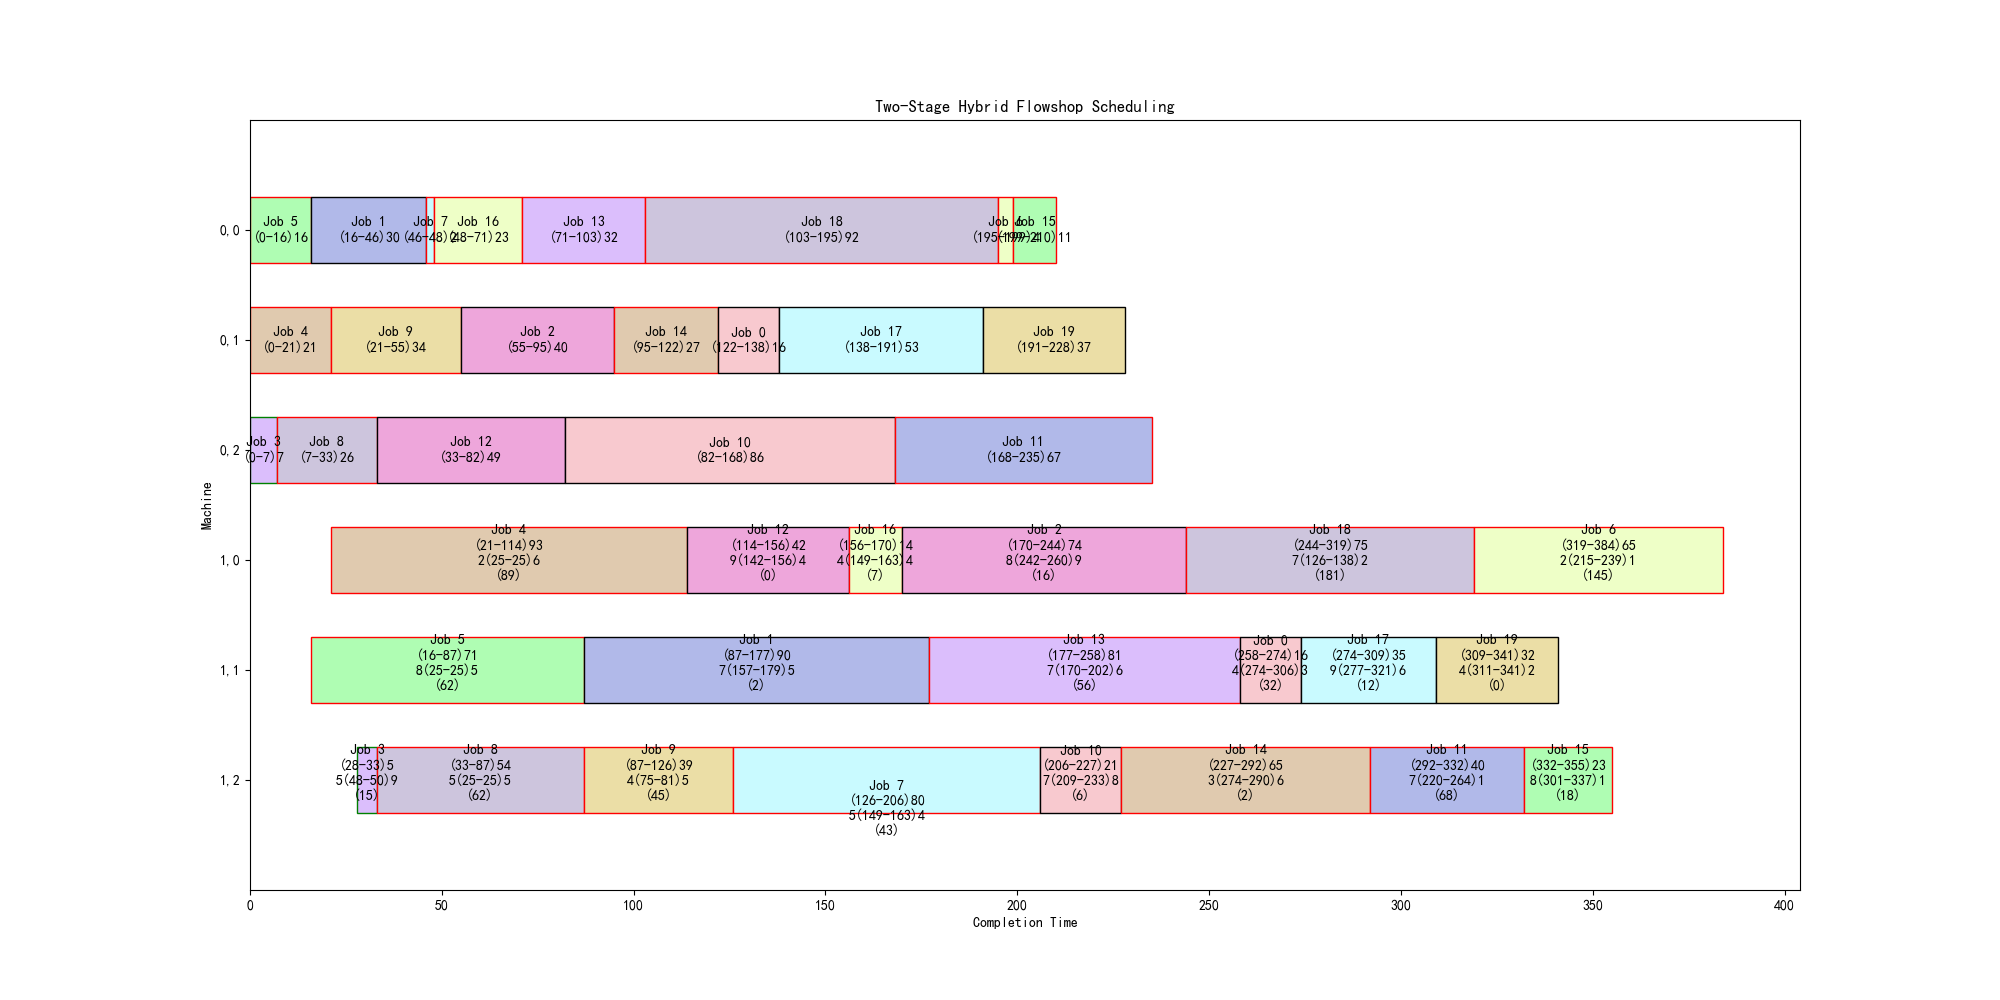 Two-Stage Hybrid Flowshop Scheduling
0,0
Job 5
(0-16)16
Job 1
(16-46)30
Job 7
(46-48)2
Job 16
(48-71)23
Job 13
(71-103)32
Job 18
(103-195)92
Job 6
(195-199)4
Job 15
(199-210)11
0,1
Job 4
(0-21)21
Job 9
(21-55)34
Job 2
(55-95)40
Job 14
(95-122)27
Job 0
(122-138)16
Job 17
(138-191)53
Job 19
(191-228)37
0,2
Job 3
(0-7)7
Job 8
(7-33)26
Job 12
(33-82)49
Job 10
(82-168)86
Job 11
(168-235)67
Machine
1,0
Job 4
(21-114)93
2(25-25)6
(89)
Job 12
(114-156)42
9(142-156)4
(0)
Job 16
(156-170)14
4(149-163)4
(7)
Job 2
(170-244)74
8(242-260)9
(16)
Job 18
(244-319)75
7(126-138)2
(181)
Job 6
(319-384)65
2(215-239)1
(145)
1,1
Job 5
(16-87)71
8(25-25)5
(62)
Job 1
(87-177)90
7(157-179)5
(2)
Job 13
(177-258)81
7(170-202)6
(56)
Job 0
(258-274)16
4(274-306)3
(32)
Job 17
(274-309)35
9(277-321)6
(12)
Job 19
(309-341)32
4(311-341)2
(0)
1,2
Job 3
(28-33)5
5(48-50)9
(15)
Job 8
(33-87)54
5(25-25)5
(62)
Job 9
(87-126)39
4(75-81)5
(45)
Job 7
(126-206)80
5(149-163)4
(43)
Job 10
(206-227)21
7(209-233)8
(6)
Job 14
(227-292)65
3(274-290)6
(2)
Job 11
(292-332)40
7(220-264)1
(68)
Job 15
(332-355)23
8(301-337)1
(18)
0
50
100
150
200
250
300
350
400
Completion Time